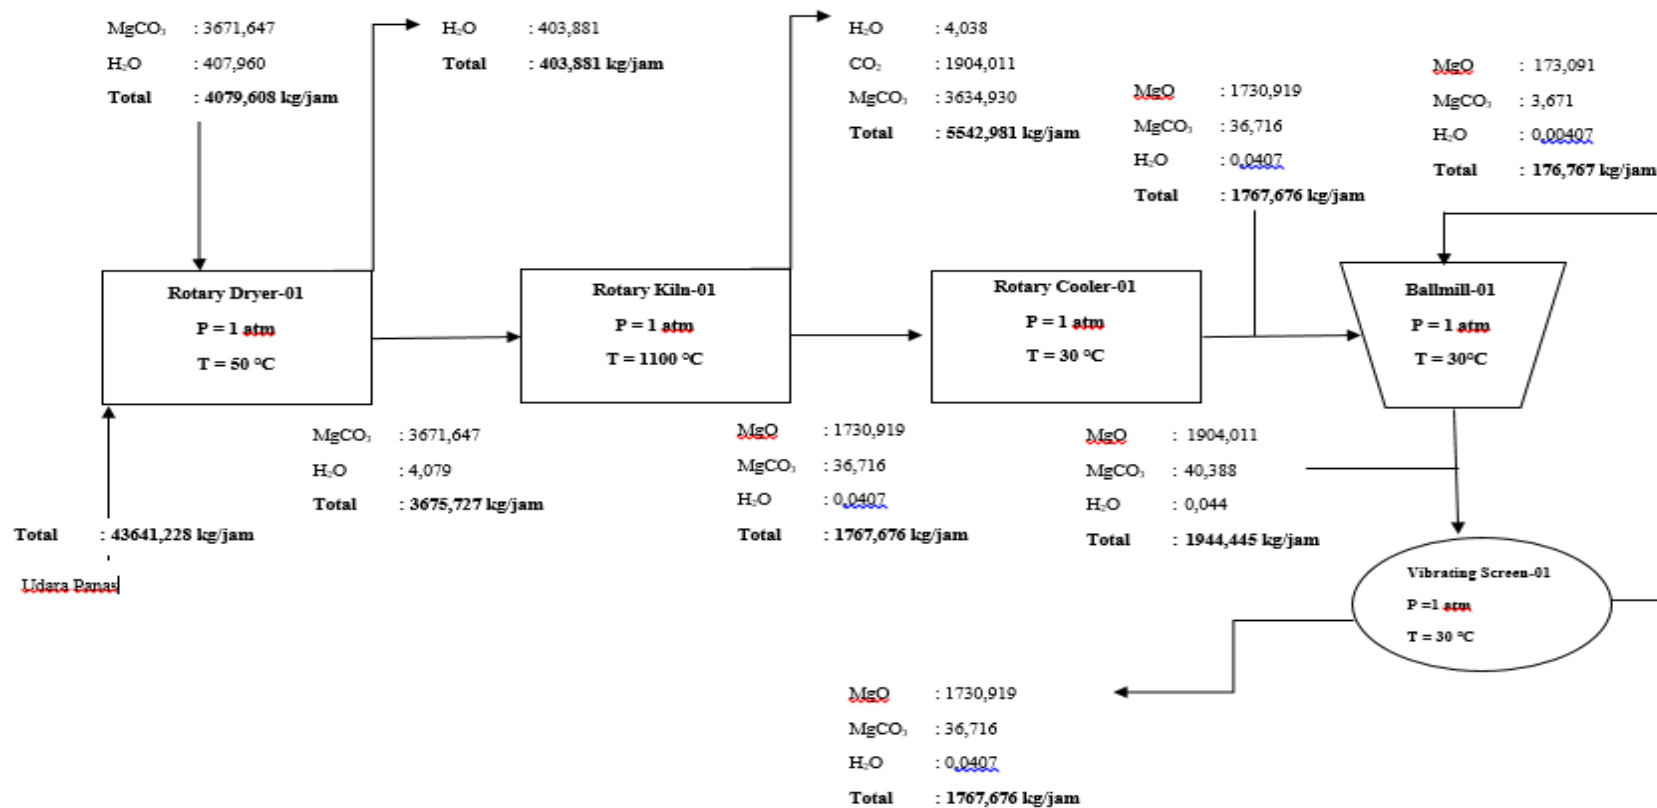 MgCO₃ : 3671,647
H₂O : 407,960
Total : 4079,608 kg/jam
H₂O : 403,881
Total : 403,881 kg/jam
H₂O : 4,038
CO₂ : 1904,011
MgCO₃ : 3634,930
Total : 5542,981 kg/jam
MgO : 1730,919
MgCO₃ : 36,716
H₂O : 0,0407
Total : 1767,676 kg/jam
MgO : 173,091
MgCO₃ : 3,671
H₂O : 0,00407
Total : 176,767 kg/jam
Rotary Dryer-01
P = 1 atm
T = 50 °C
Rotary Kiln-01
P = 1 atm
T = 1100 °C
Rotary Cooler-01
P = 1 atm
T = 30 °C
Ballmill-01
P = 1 atm
T = 30°C
MgCO₃ : 3671,647
H₂O : 4,079
Total : 3675,727 kg/jam
MgO : 1730,919
MgCO₃ : 36,716
H₂O : 0,0407
Total : 1767,676 kg/jam
MgO : 1904,011
MgCO₃ : 40,388
H₂O : 0,044
Total : 1944,445 kg/jam
Total : 43641,228 kg/jam
Udara Panas
Vibrating Screen-01
P =1 atm
T = 30 °C
MgO : 1730,919
MgCO₃ : 36,716
H₂O : 0,0407
Total : 1767,676 kg/jam